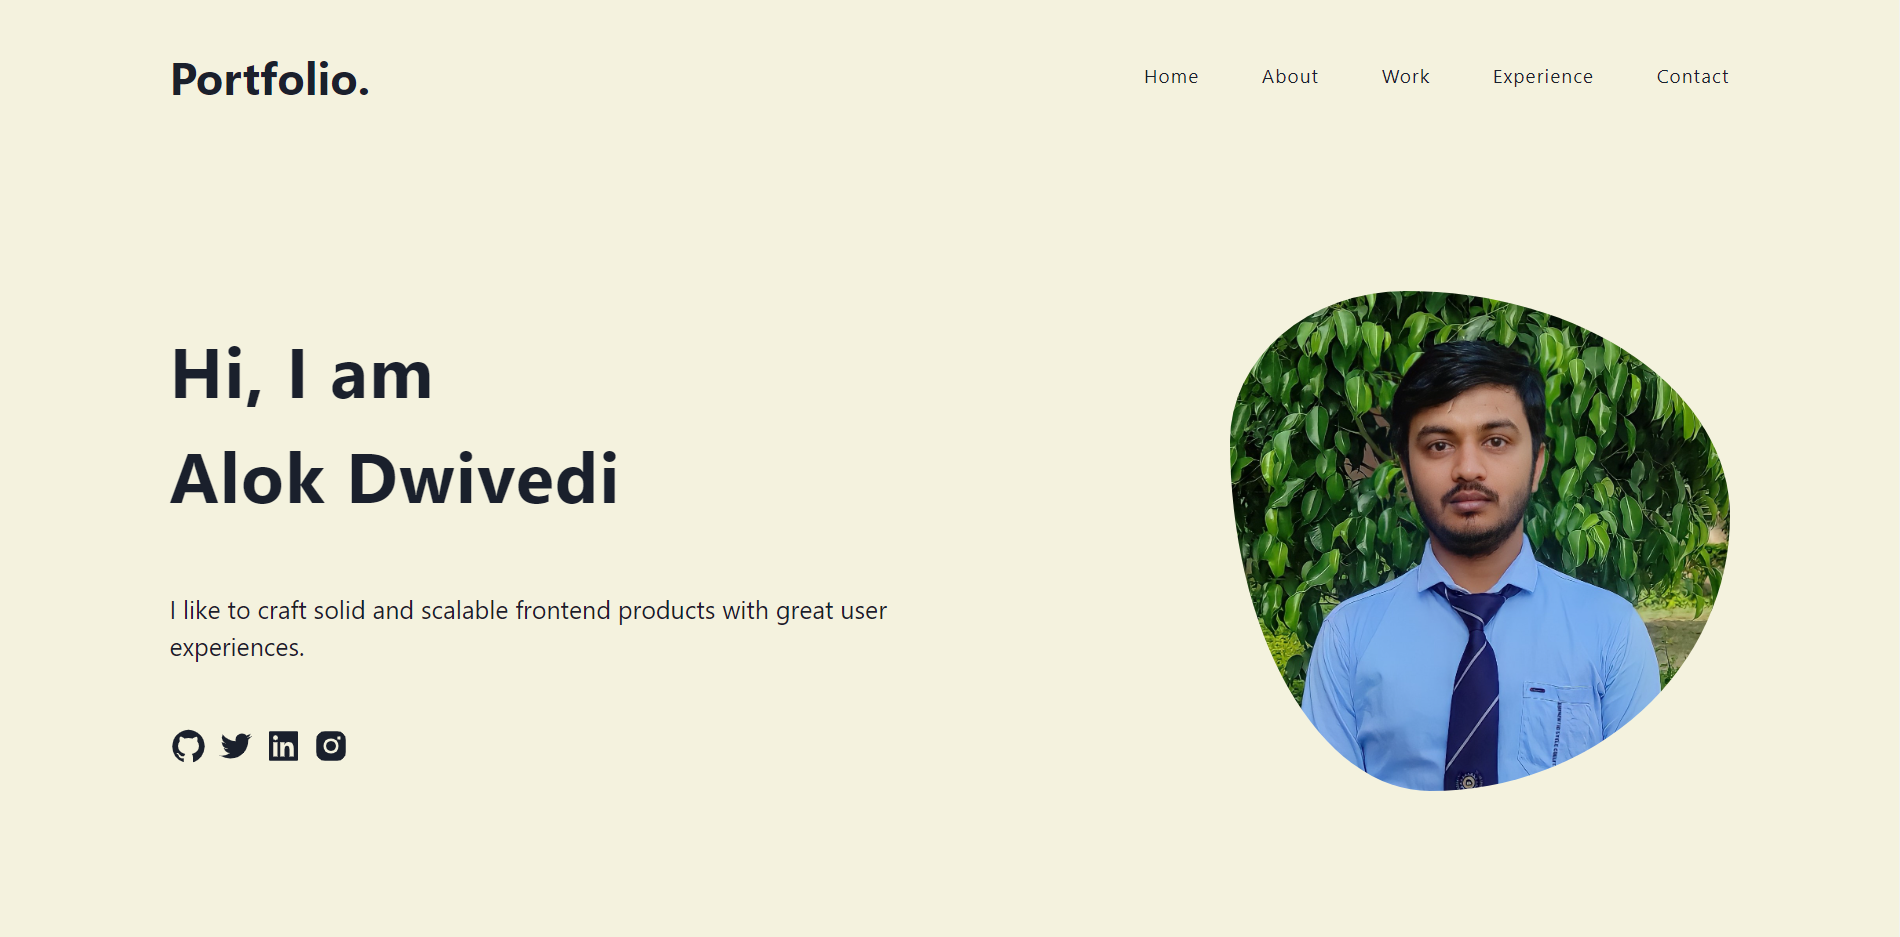 Portfolio.
Home About Work Experience Contact
Hi, I am
Alok Dwivedi
I like to craft solid and scalable frontend products with great user
experiences.
in